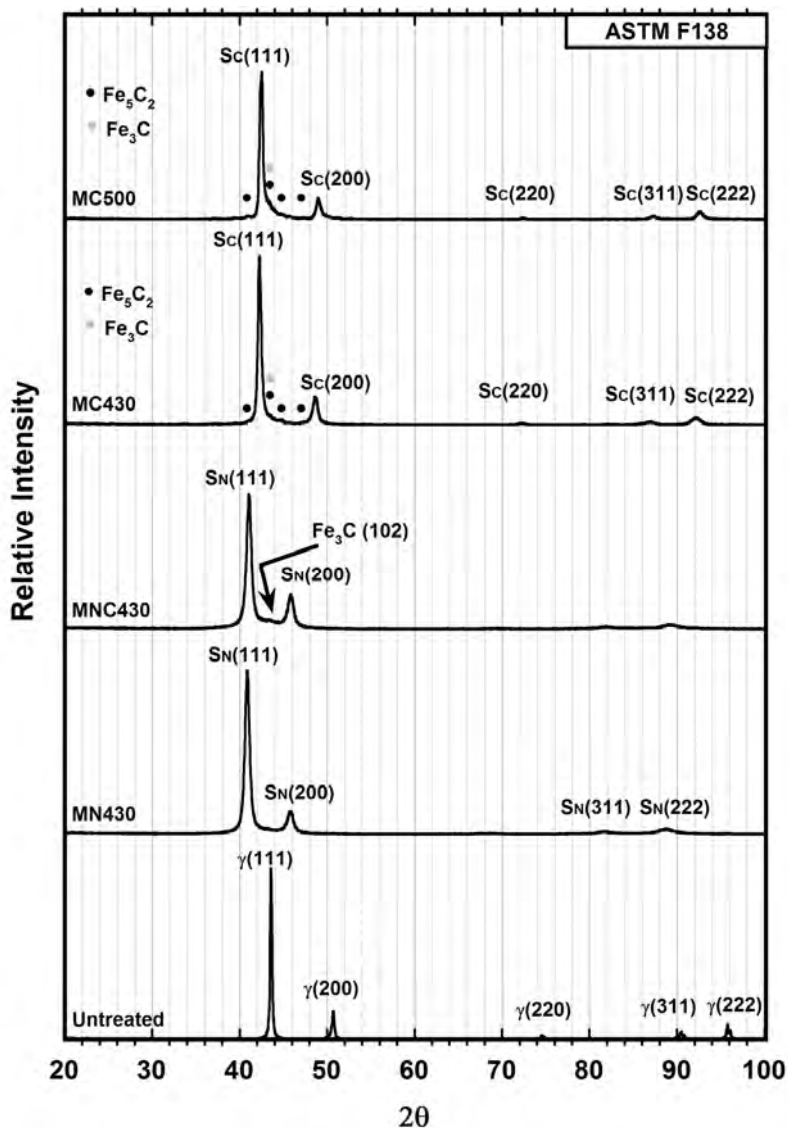 ASTM F138
Sc(111)
• Fe₅C₂
Fe₃C
Sc(200)
Sc(220)
Sc(311)
Sc(222)
MC500
Sc(111)
• Fe₅C₂
Fe₃C
Sc(200)
Sc(220)
Sc(311)
Sc(222)
MC430
SN(111)
Fe₃C (102)
SN(200)
MNC430
SN(111)
SN(200)
SN(311)
SN(222)
MN430
γ(111)
γ(200)
γ(220)
γ(311)
γ(222)
Untreated
20 30 40 50 60 70 80 90 100
2θ
Relative Intensity